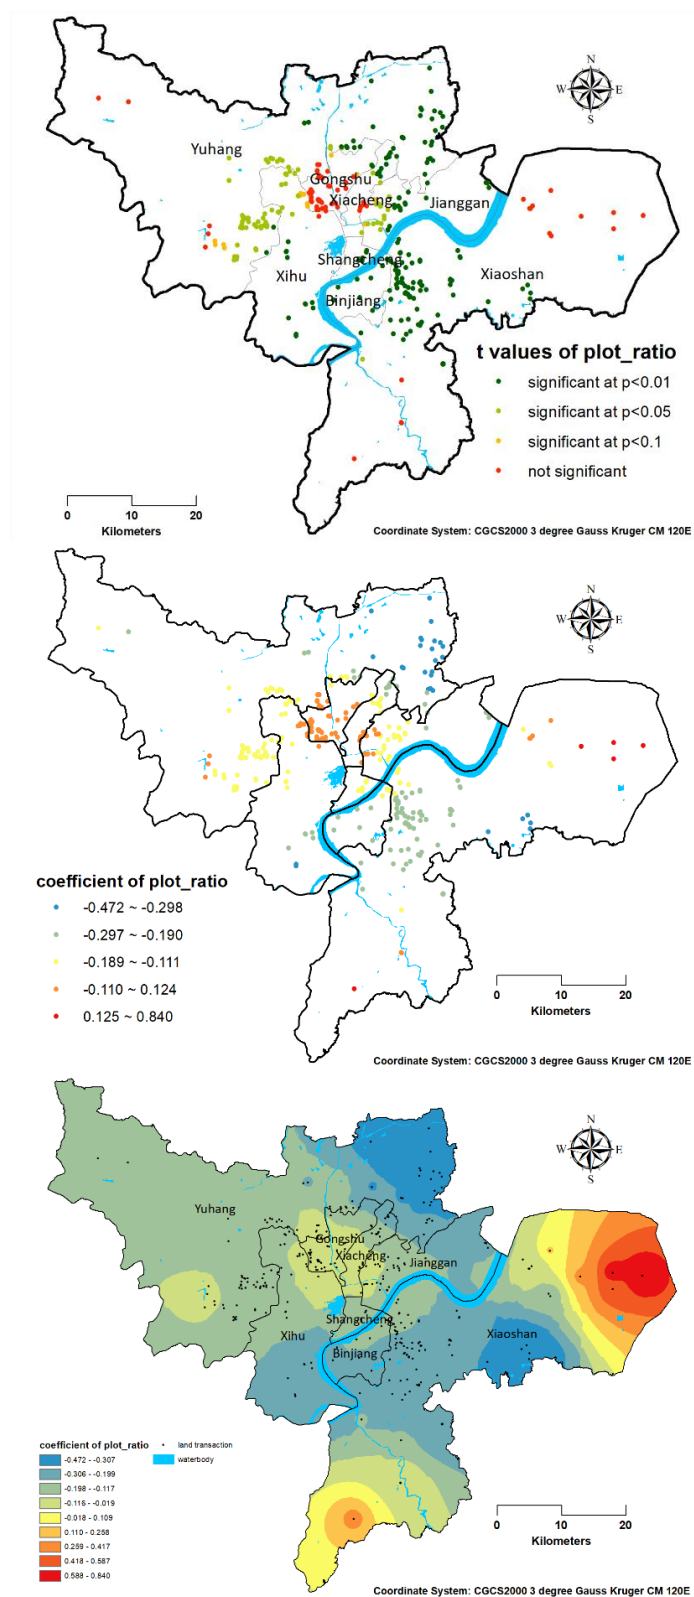 N
W E
S
Yuhang
Gongshu
Xiacheng
Jianggan
Shangcheng
Xihu
Xiaoshan
Binjiang
t values of plot_ratio
significant at p<0.01
significant at p<0.05
significant at p<0.1
not significant
0 10 20
Kilometers
Coordinate System: CGCS2000 3 degree Gauss Kruger CM 120E
N
W E
S
coefficient of plot_ratio
-0.472 ~ -0.298
-0.297 ~ -0.190
-0.189 ~ -0.111
-0.110 ~ 0.124
0.125 ~ 0.840
0 10 20
Kilometers
Coordinate System: CGCS2000 3 degree Gauss Kruger CM 120E
N
W E
S
Yuhang
Gongshu
Xiacheng
Jianggan
Shangcheng
Xihu
Xiaoshan
Binjiang
coefficient of plot_ratio
land transaction
waterbody
-0.472 - -0.307
-0.306 - -0.199
-0.198 - -0.117
-0.116 - -0.019
-0.018 - 0.109
0.110 - 0.258
0.259 - 0.417
0.418 - 0.587
0.588 - 0.840
0 10 20
Kilometers
Coordinate System: CGCS2000 3 degree Gauss Kruger CM 120E